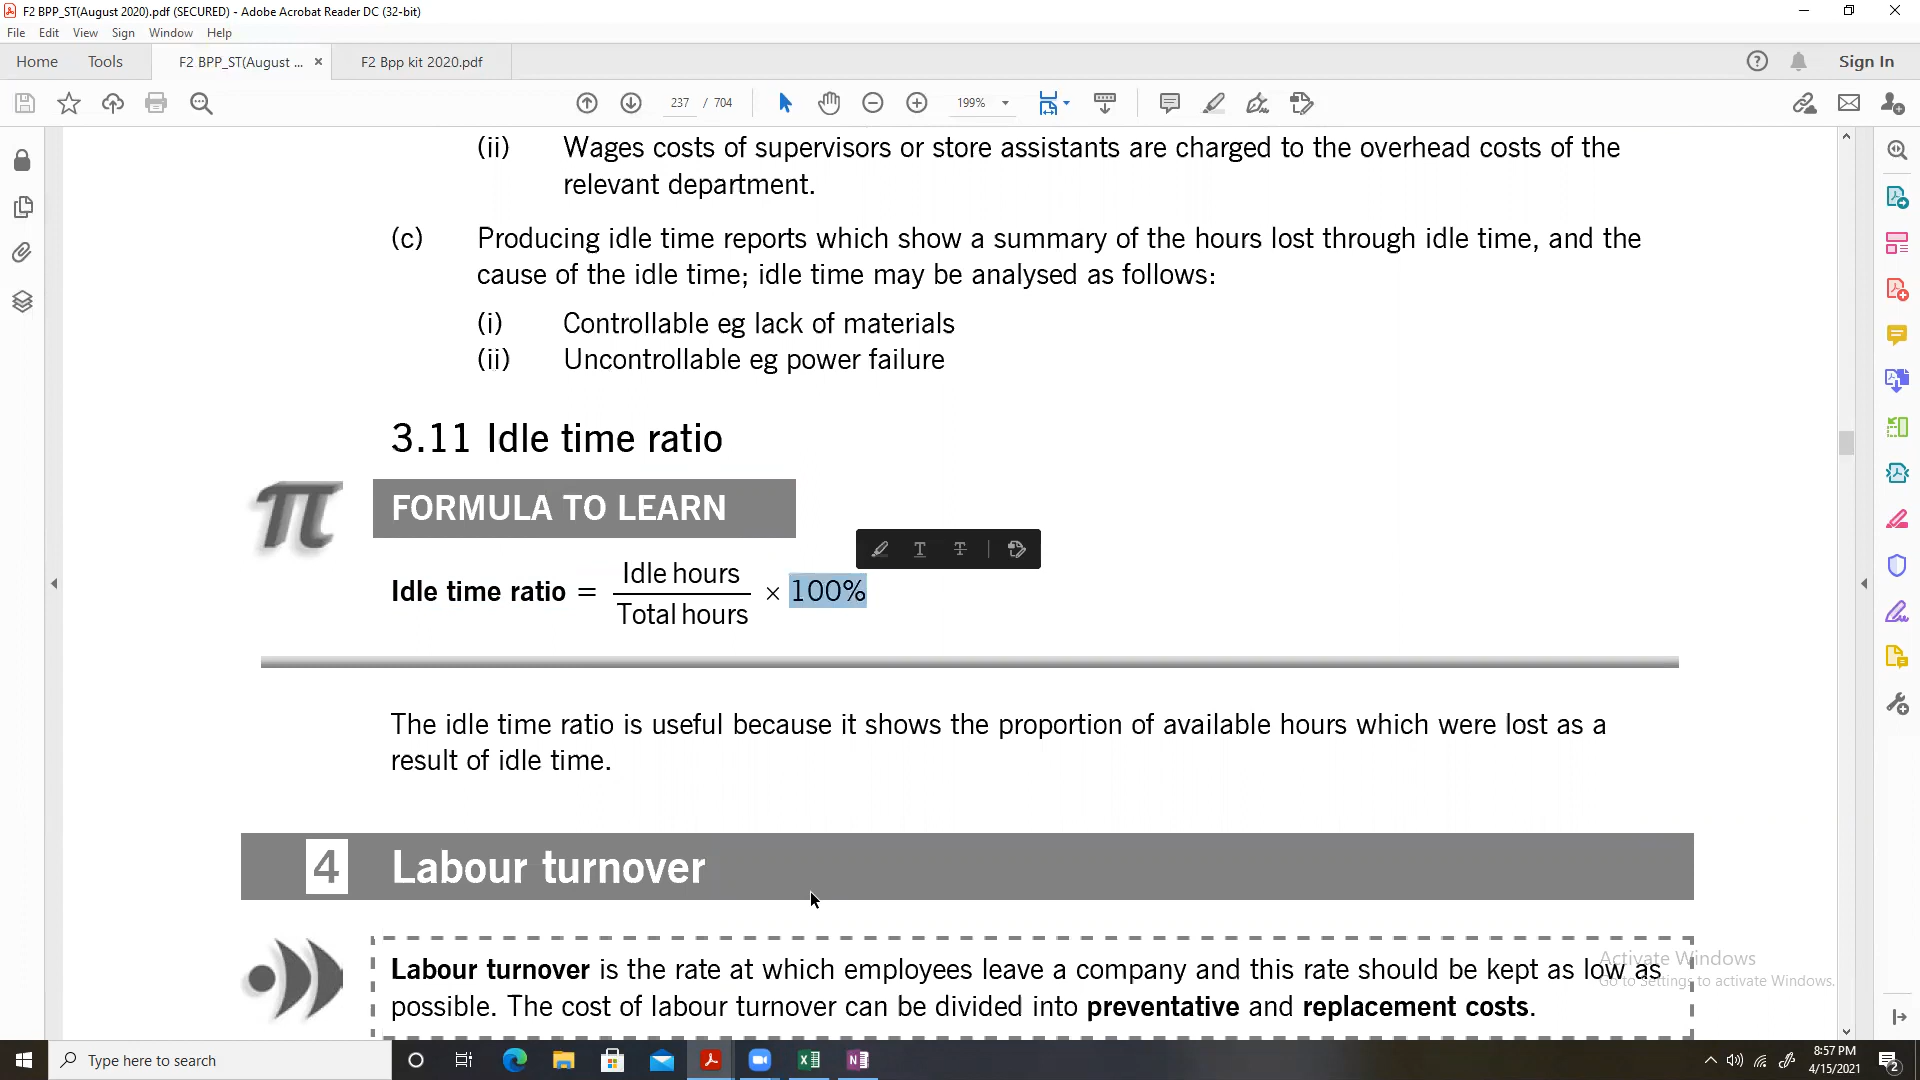 F2 BPP_ST(August 2020).pdf (SECURED) - Adobe Acrobat Reader DC (32-bit)
File Edit View Sign Window Help
Home Tools F2 BPP_ST(August ... × F2 Bpp kit 2020.pdf Sign In
237 / 704 199%
(ii) Wages costs of supervisors or store assistants are charged to the overhead costs of the
relevant department.
(c) Producing idle time reports which show a summary of the hours lost through idle time, and the
cause of the idle time; idle time may be analysed as follows:
(i) Controllable eg lack of materials
(ii) Uncontrollable eg power failure
3.11 Idle time ratio
FORMULA TO LEARN
Idle time ratio = Idle hours / Total hours × 100%
The idle time ratio is useful because it shows the proportion of available hours which were lost as a
result of idle time.
4 Labour turnover
Labour turnover is the rate at which employees leave a company and this rate should be kept as low as
possible. The cost of labour turnover can be divided into preventative and replacement costs.
Activate Windows
Go to Settings to activate Windows.
Type here to search
8:57 PM
4/15/2021
2